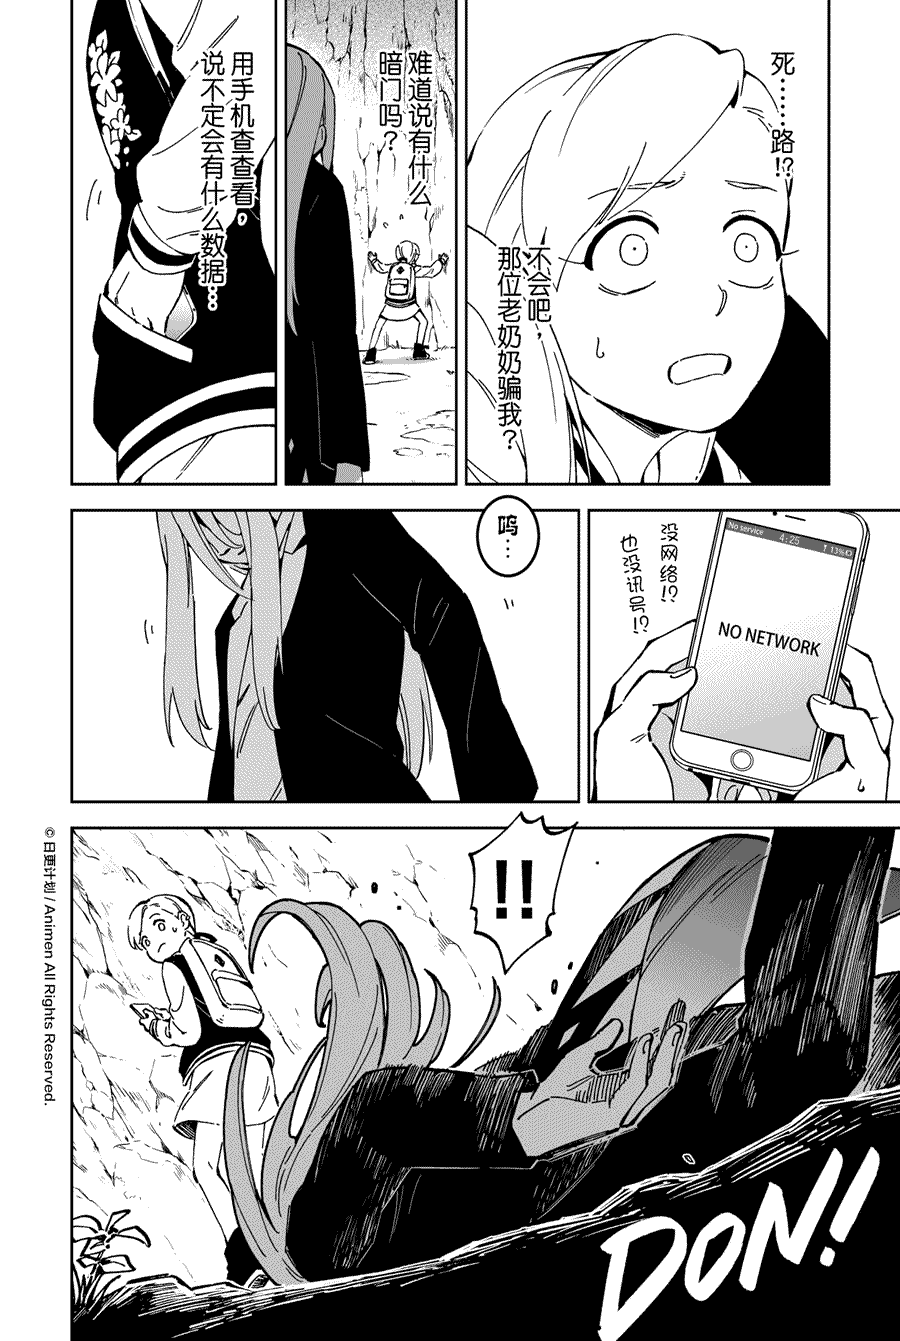 死……路!?
不会吧，
那位老奶奶骗我？
难道说有什么
暗门吗？
用手机查查看，
说不定会有什么数据…
No service
4:25
13%
NO NETWORK
没网络!?
也没讯号!?
呜…
!!
DON!
© 日更计划 / Animen All Rights Reserved.